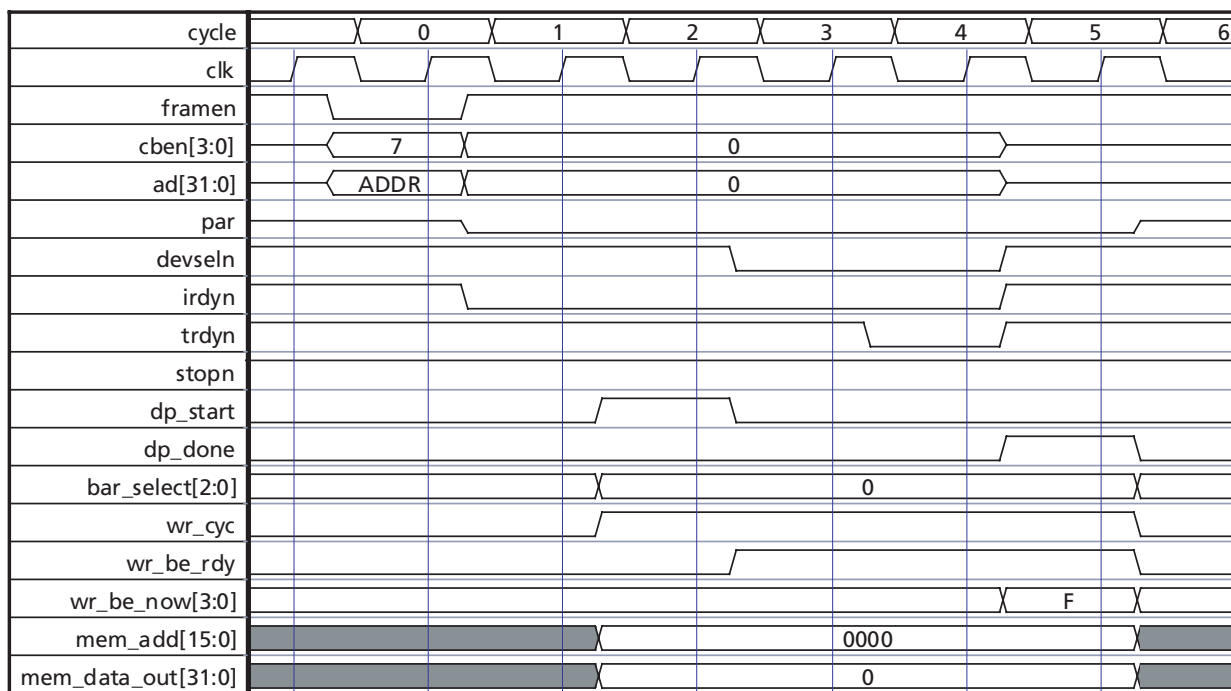 cycle 0 1 2 3 4 5 6
clk
framen
cben[3:0] 7 0
ad[31:0] ADDR 0
par
devseln
irdyn
trdyn
stopn
dp_start
dp_done
bar_select[2:0] 0
wr_cyc
wr_be_rdy
wr_be_now[3:0] F
mem_add[15:0] 0000
mem_data_out[31:0] 0